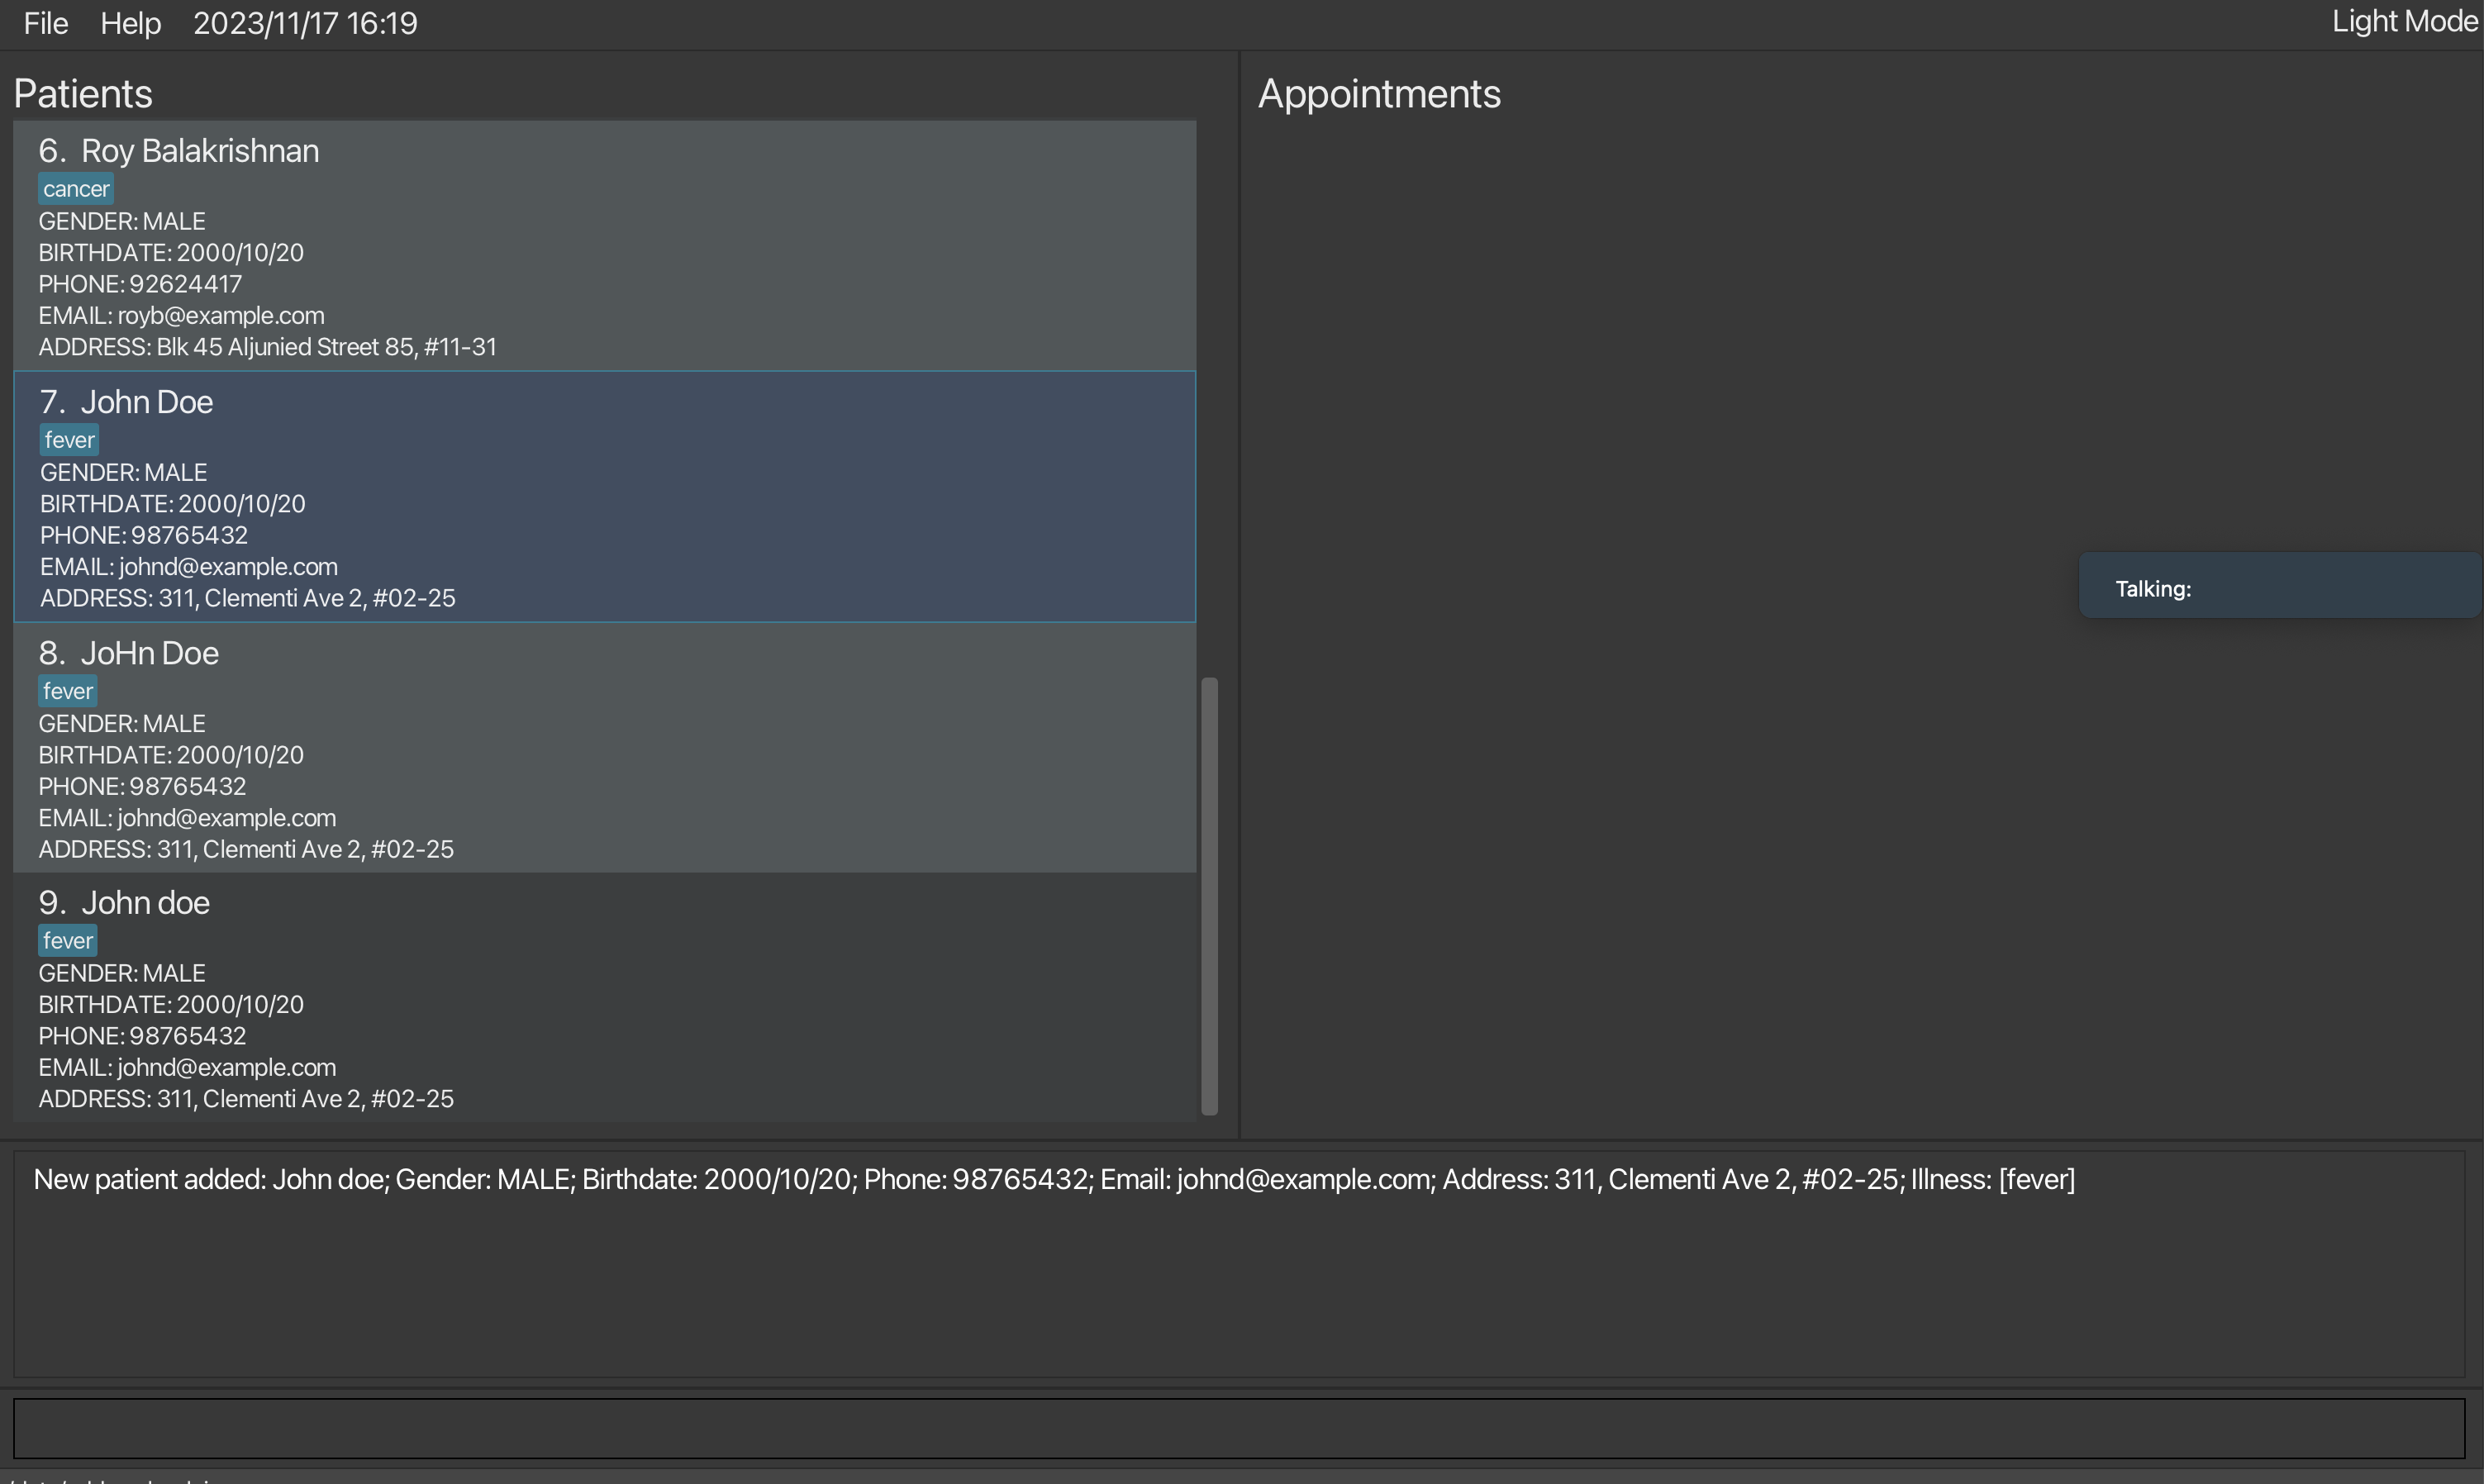 File Help 2023/11/17 16:19 Light Mode
Patients
6. Roy Balakrishnan
cancer
GENDER: MALE
BIRTHDATE: 2000/10/20
PHONE: 92624417
EMAIL: royb@example.com
ADDRESS: Blk 45 Aljunied Street 85, #11-31
7. John Doe
fever
GENDER: MALE
BIRTHDATE: 2000/10/20
PHONE: 98765432
EMAIL: johnd@example.com
ADDRESS: 311, Clementi Ave 2, #02-25
8. JoHn Doe
fever
GENDER: MALE
BIRTHDATE: 2000/10/20
PHONE: 98765432
EMAIL: johnd@example.com
ADDRESS: 311, Clementi Ave 2, #02-25
9. John doe
fever
GENDER: MALE
BIRTHDATE: 2000/10/20
PHONE: 98765432
EMAIL: johnd@example.com
ADDRESS: 311, Clementi Ave 2, #02-25
Appointments
Talking:
New patient added: John doe; Gender: MALE; Birthdate: 2000/10/20; Phone: 98765432; Email: johnd@example.com; Address: 311, Clementi Ave 2, #02-25; Illness: [fever]